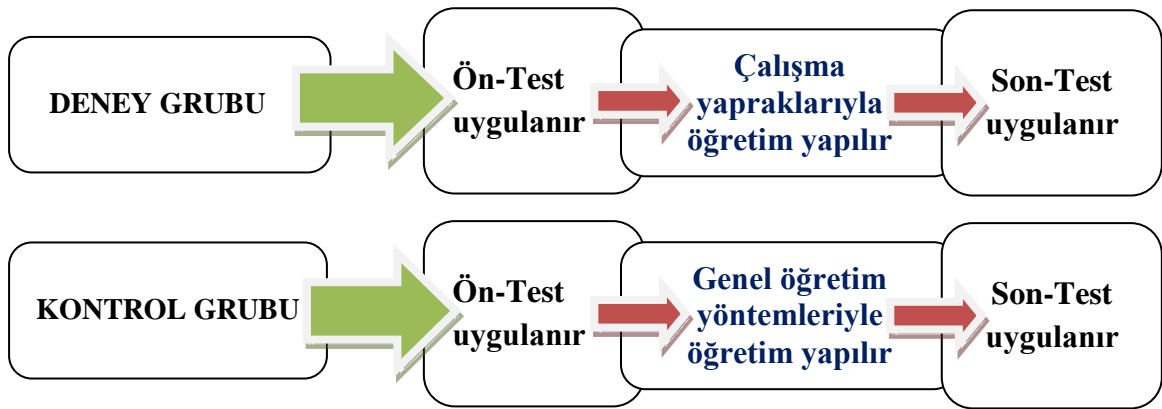 DENEY GRUBU
Ön-Test
uygulanır
Çalışma
yapraklarıyla
öğretim yapılır
Son-Test
uygulanır
KONTROL GRUBU
Ön-Test
uygulanır
Genel öğretim
yöntemleriyle
öğretim yapılır
Son-Test
uygulanır